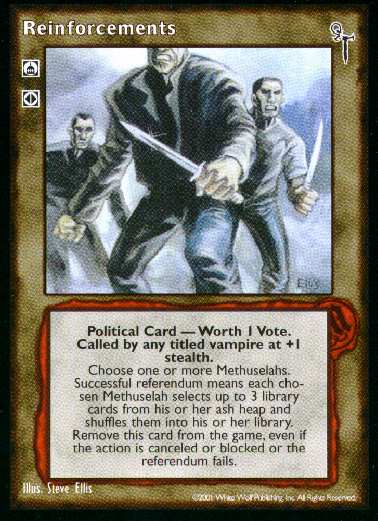 Reinforcements
Ellis
Political Card — Worth 1 Vote.
Called by any titled vampire at +1
stealth.
Choose one or more Methuselahs.
Successful referendum means each cho-
sen Methuselah selects up to 3 library
cards from his or her ash heap and
shuffles them into his or her library.
Remove this card from the game, even if
the action is canceled or blocked or the
referendum fails.
Illus. Steve Ellis
©2001 White Wolf Publishing, Inc. All Rights Reserved.